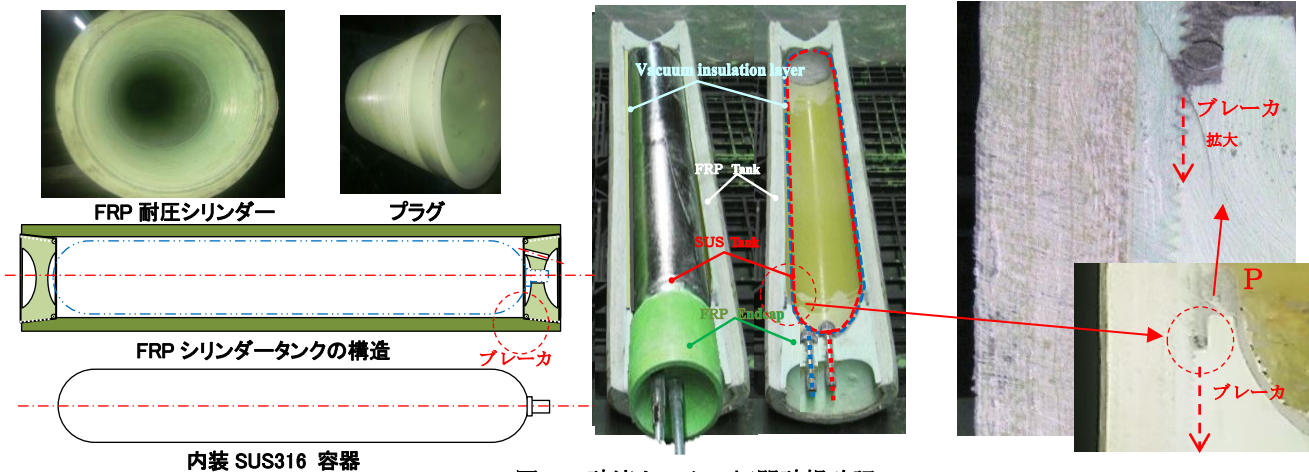 FRP 耐圧シリンダー
プラグ
FRP シリンダータンクの構造
ブレーカ
内装 SUS316 容器
Vacuum insulation layer
FRP Tank
SUS Tank
FRP Endcap
ブレーカ
拡大
P
ブレーカ